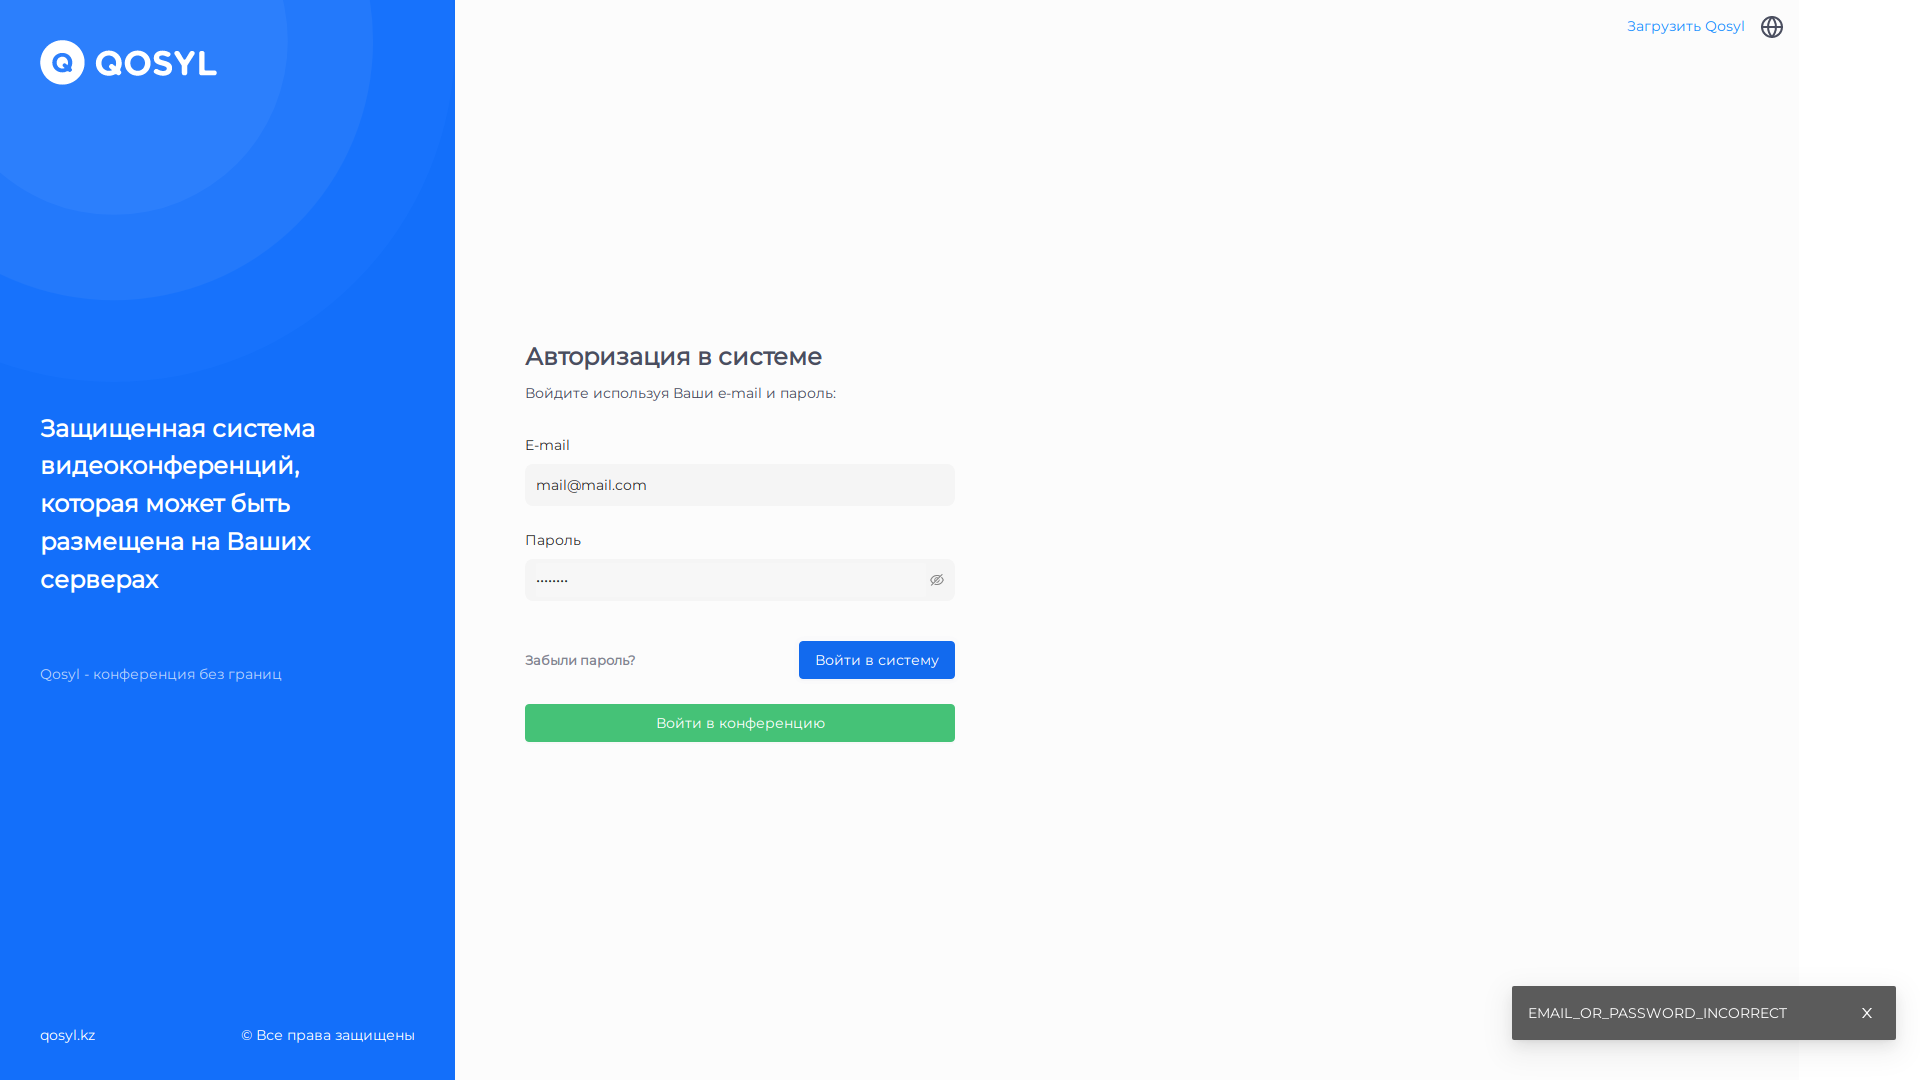 QOSYL
Загрузить Qosyl
Защищенная система
видеоконференций,
которая может быть
размещена на Ваших
серверах
Qosyl - конференция без границ
qosyl.kz
© Все права защищены
Авторизация в системе
Войдите используя Ваши e-mail и пароль:
E-mail
mail@mail.com
Пароль
••••••••
Забыли пароль?
Войти в систему
Войти в конференцию
EMAIL_OR_PASSWORD_INCORRECT
X